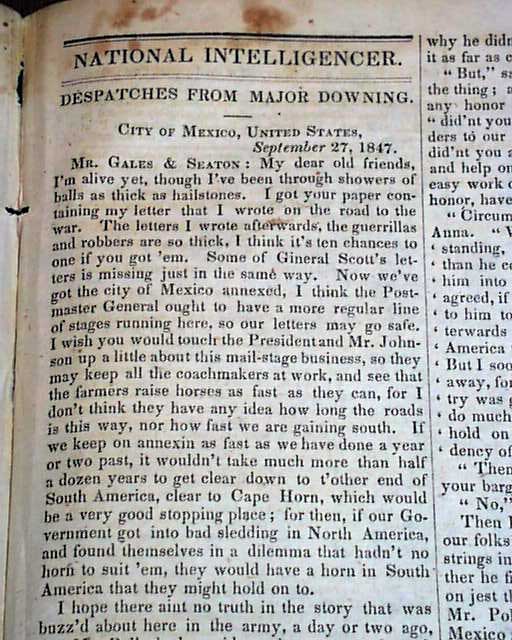 NATIONAL INTELLIGENCER.
DESPATCHES FROM MAJOR DOWNING.
CITY OF MEXICO, UNITED STATES,
September 27, 1847.
MR. GALES & SEATON: My dear old friends,
I'm alive yet, though I've been through showers of
balls as thick as hailstones. I got your paper con-
taining my letter that I wrote on the road to the
war. The letters I wrote afterwards, the guerrillas
and robbers are so thick, I think it's ten chances to
one if you got 'em. Some of Gineral Scott's let-
ters is missing just in the same way. Now we've
got the city of Mexico annexed, I think the Post-
master General ought to have a more regular line
of stages running here, so our letters may go safe.
I wish you would touch the President and Mr. John-
son up a little about this mail-stage business, so they
may keep all the coachmakers at work, and see that
the farmers raise horses as fast as they can, for I
don't think they have any idea how long the roads
is this way, nor how fast we are gaining south. If
we keep on annexin as fast as we have done a year
or two past, it wouldn't take much more than half
a dozen years to get clear down to t'other end of
South America, clear to Cape Horn, which would
be a very good stopping place; for then, if our Go-
vernment got into bad sledding in North America,
and found themselves in a dilemma that hadn't no
horn to suit 'em, they would have a horn in South
America that they might hold on to.
I hope there aint no truth in the story that was
buzz'd about here in the army, a day or two ago,
why he didn
it as far as
"But," s
the thing;
any honor
"did'nt you
ders to our
did'nt you a
and help on
easy work
honor, have
"Circum
Anna. "
'standing,
'than he c
'him into
'agreed, if
'to him to
'terwards
'America
'But I soo
'away, for
'try was
'do much
'hold on
'dency of
"Then
your barg
"No,"
Then I
our folks
strings in
ther he fi
on jest th
Mr. Pol
Mexico